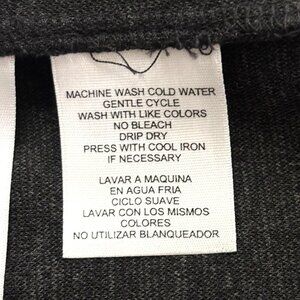 MACHINE WASH COLD WATER
GENTLE CYCLE
WASH WITH LIKE COLORS
NO BLEACH
DRIP DRY
PRESS WITH COOL IRON
IF NECESSARY
LAVAR A MAQUINA
EN AGUA FRIA
CICLO SUAVE
LAVAR CON LOS MISMOS
COLORES
NO UTILIZAR BLANQUEADOR